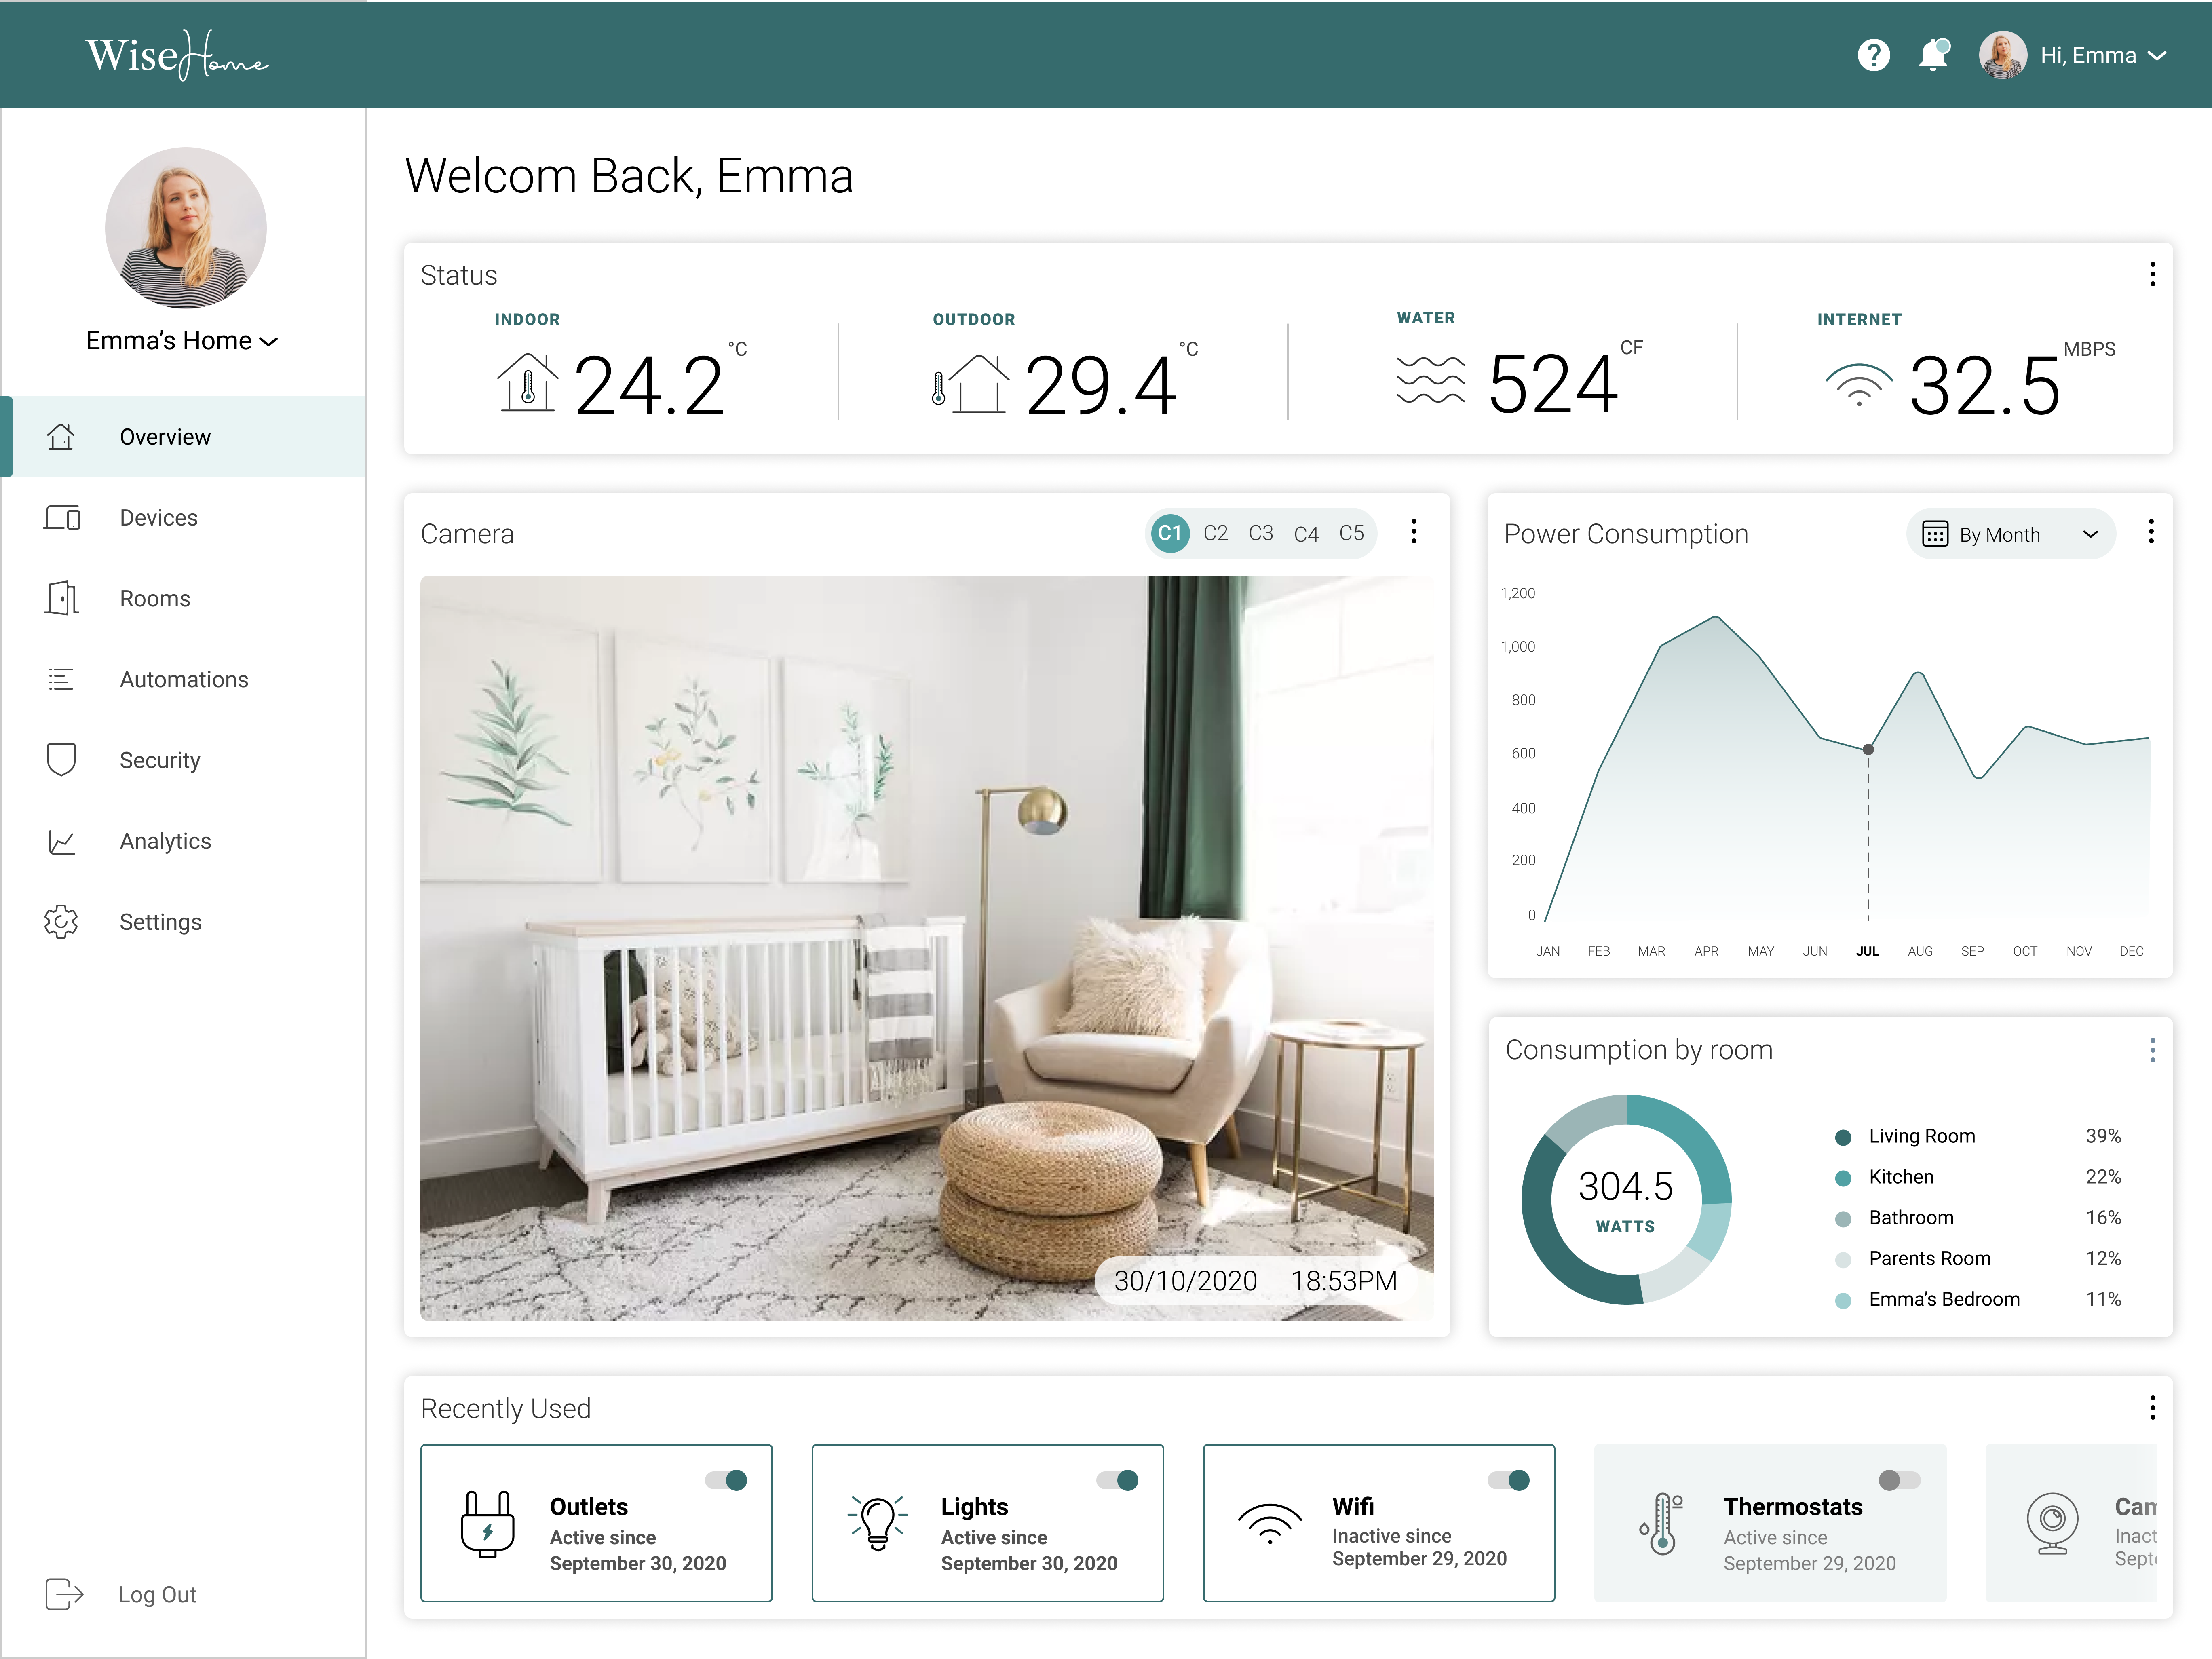 WiseHome
Hi, Emma
Emma’s Home
Overview
Devices
Rooms
Automations
Security
Analytics
Settings
Log Out
Welcom Back, Emma
Status
INDOOR
24.2 °C
OUTDOOR
29.4 °C
WATER
524 CF
INTERNET
32.5 MBPS
Camera
C1 C2 C3 C4 C5
30/10/2020 18:53PM
Power Consumption
By Month
1,200
1,000
800
600
400
200
0
JAN FEB MAR APR MAY JUN JUL AUG SEP OCT NOV DEC
Consumption by room
304.5
WATTS
Living Room 39%
Kitchen 22%
Bathroom 16%
Parents Room 12%
Emma’s Bedroom 11%
Recently Used
Outlets
Active since
September 30, 2020
Lights
Active since
September 30, 2020
Wifi
Inactive since
September 29, 2020
Thermostats
Active since
September 29, 2020
Cam
Inact
Septe